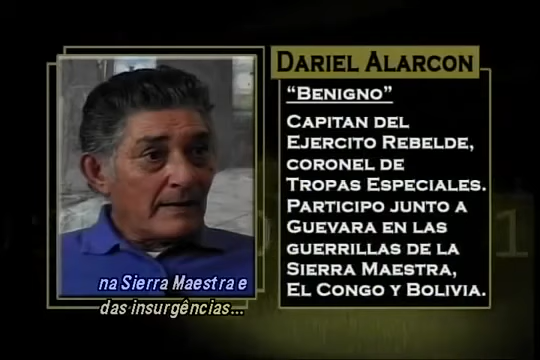 DARIEL ALARCON
“BENIGNO”
CAPITAN DEL
EJERCITO REBELDE,
CORONEL DE
TROPAS ESPECIALES.
PARTICIPO JUNTO A
GUEVARA EN LAS
GUERRILLAS DE LA
SIERRA MAESTRA,
EL CONGO Y BOLIVIA.
na Sierra Maestra e
das insurgências...